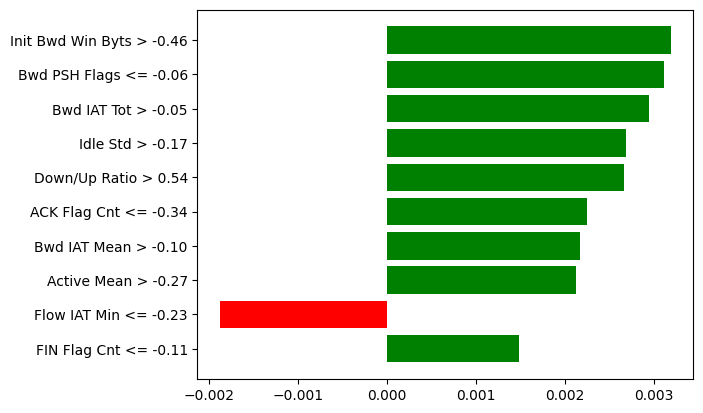 Init Bwd Win Byts > -0.46
Bwd PSH Flags <= -0.06
Bwd IAT Tot > -0.05
Idle Std > -0.17
Down/Up Ratio > 0.54
ACK Flag Cnt <= -0.34
Bwd IAT Mean > -0.10
Active Mean > -0.27
Flow IAT Min <= -0.23
FIN Flag Cnt <= -0.11
−0.002 −0.001 0.000 0.001 0.002 0.003